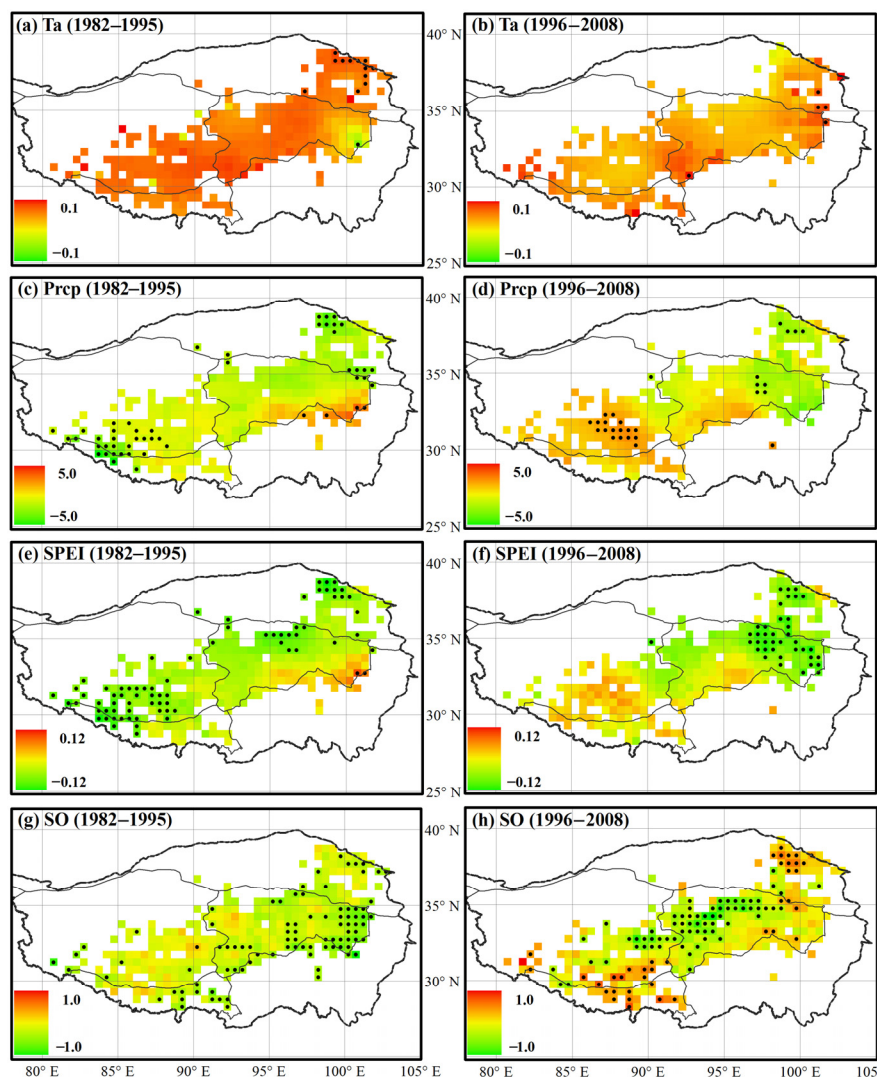 (a) Ta (1982−1995)
40° N
(b) Ta (1996−2008)
35° N
30° N
0.1
−0.1
0.1
−0.1
25° N
(c) Prcp (1982−1995)
40° N
(d) Prcp (1996−2008)
35° N
30° N
5.0
−5.0
5.0
−5.0
25° N
(e) SPEI (1982−1995)
40° N
(f) SPEI (1996−2008)
35° N
30° N
0.12
−0.12
0.12
−0.12
25° N
(g) SO (1982−1995)
40° N
(h) SO (1996−2008)
35° N
30° N
1.0
−1.0
1.0
−1.0
80° E 85° E 90° E 95° E 100° E 105° E 80° E 85° E 90° E 95° E 100° E 105° E